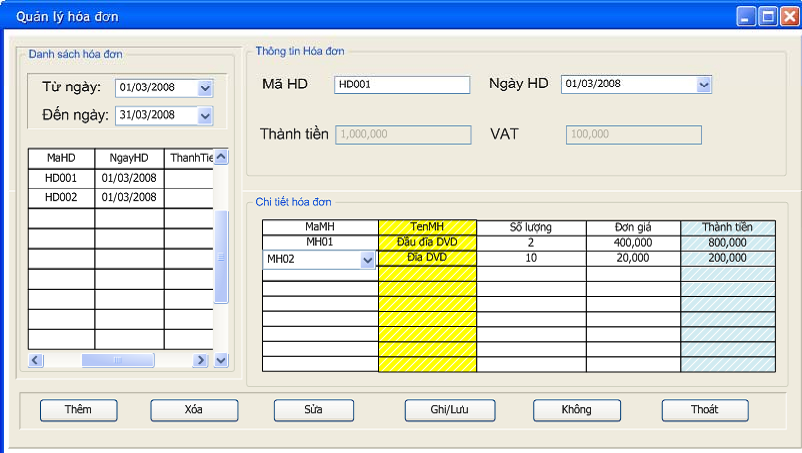 Quản lý hóa đơn
Danh sách hóa đơn
Từ ngày: 01/03/2008
Đến ngày: 31/03/2008
MaHD NgayHD ThanhTie
HD001 01/03/2008
HD002 01/03/2008
Thông tin Hóa đơn
Mã HD HD001 Ngày HD 01/03/2008
Thành tiền 1,000,000 VAT 100,000
Chi tiết hóa đơn
MaMH TenMH Số lượng Đơn giá Thành tiền
MH01 Đầu đĩa DVD 2 400,000 800,000
MH02 Đĩa DVD 10 20,000 200,000
Thêm Xóa Sửa Ghi/Lưu Không Thoát